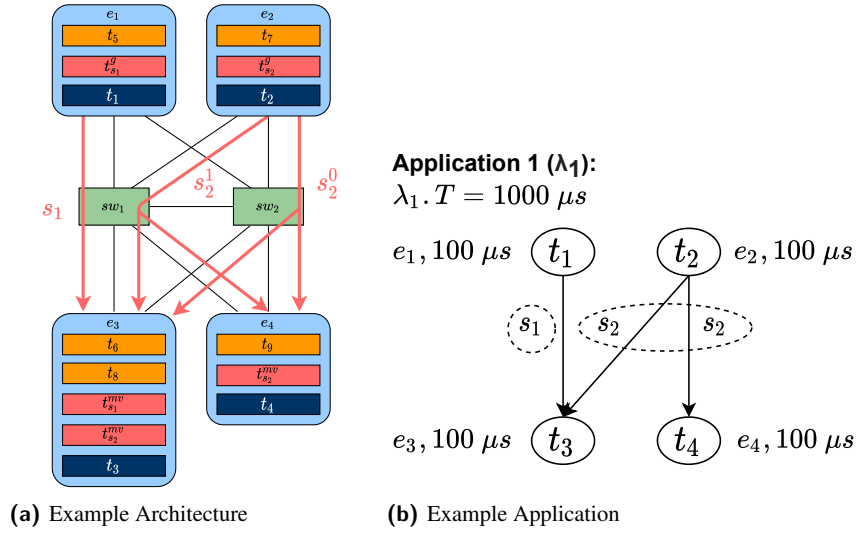 e₁
t₅
t^g_{s₁}
t₁
e₂
t₇
t^g_{s₂}
t₂
s₁
sw₁
s₂¹
sw₂
s₂⁰
e₃
t₆
t₈
t^{mv}_{s₁}
t^{mv}_{s₂}
t₃
e₄
t₉
t^{mv}_{s₂}
t₄
(a) Example Architecture
Application 1 (λ₁):
λ₁.T = 1000 μs
e₁, 100 μs
t₁
t₂
e₂, 100 μs
s₁
s₂
s₂
e₃, 100 μs
t₃
t₄
e₄, 100 μs
(b) Example Application